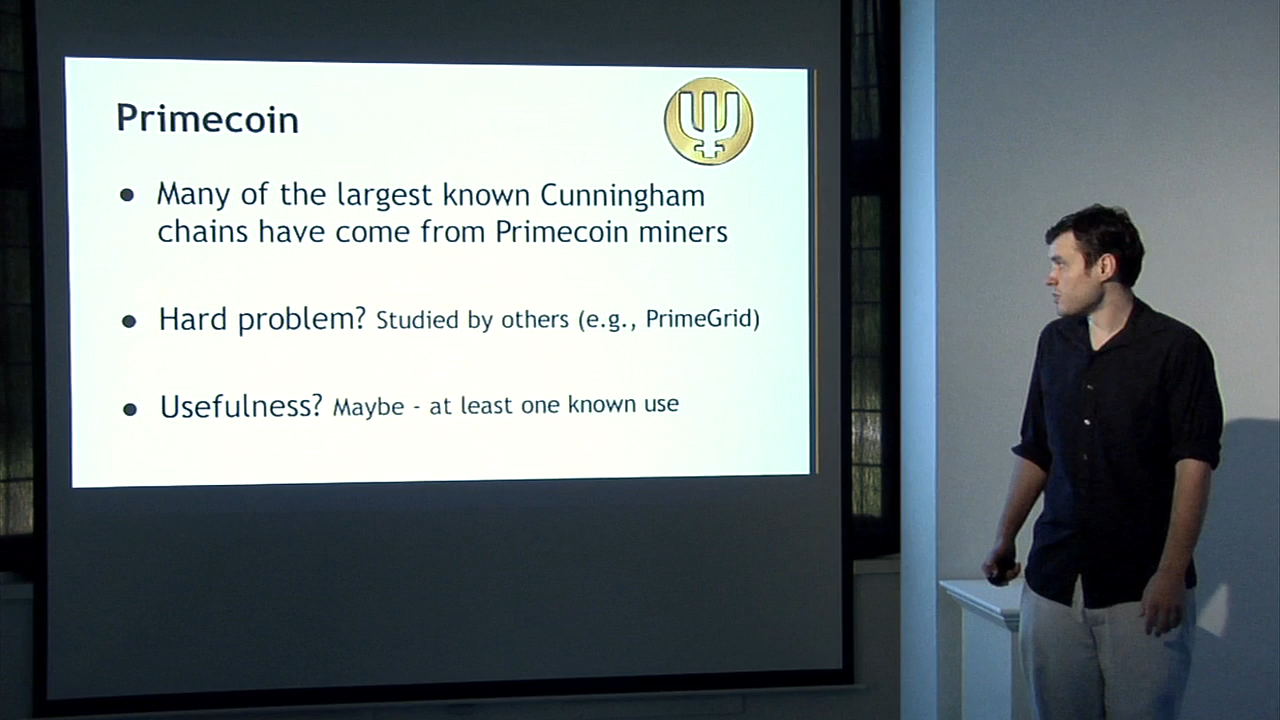 Primecoin
● Many of the largest known Cunningham
chains have come from Primecoin miners
● Hard problem? Studied by others (e.g., PrimeGrid)
● Usefulness? Maybe - at least one known use